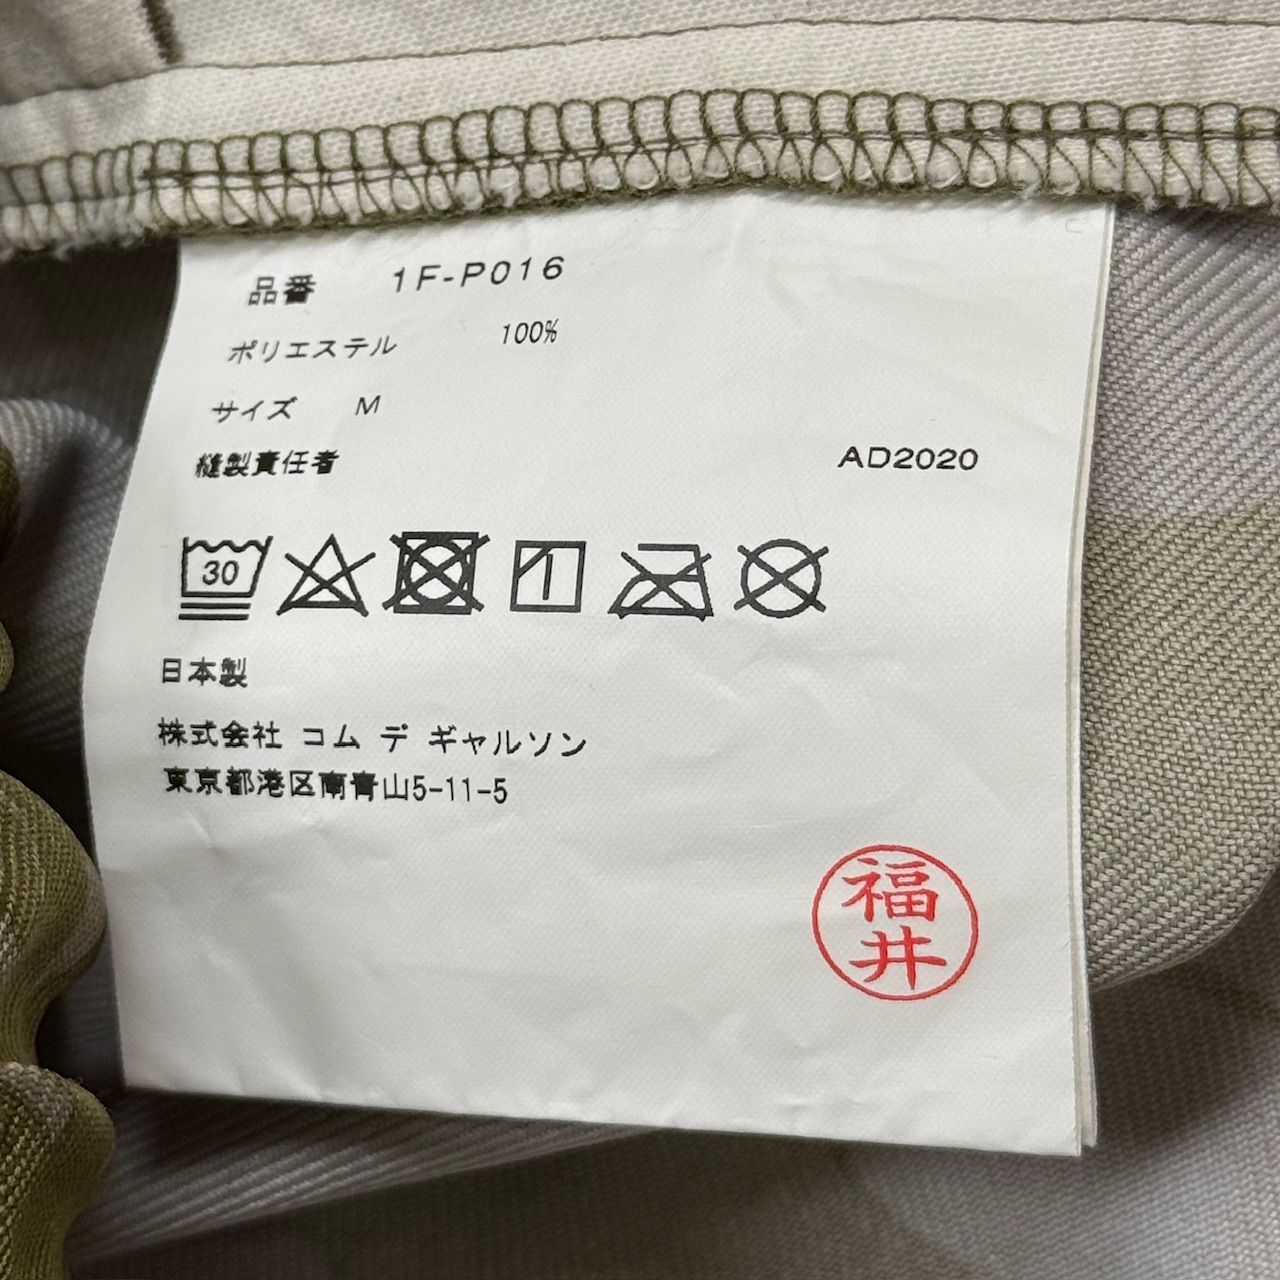 品番 1F-P016
ポリエステル 100%
サイズ M
縫製責任者 AD2020
30
日本製
株式会社 コム デ ギャルソン
東京都港区南青山5-11-5
福
井